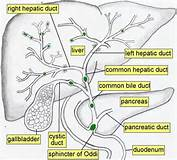 right hepatic duct
liver
left hepatic duct
common hepatic duct
common bile duct
pancreas
pancreatic duct
gallbladder
cystic
duct
duodenum
sphincter of Oddi